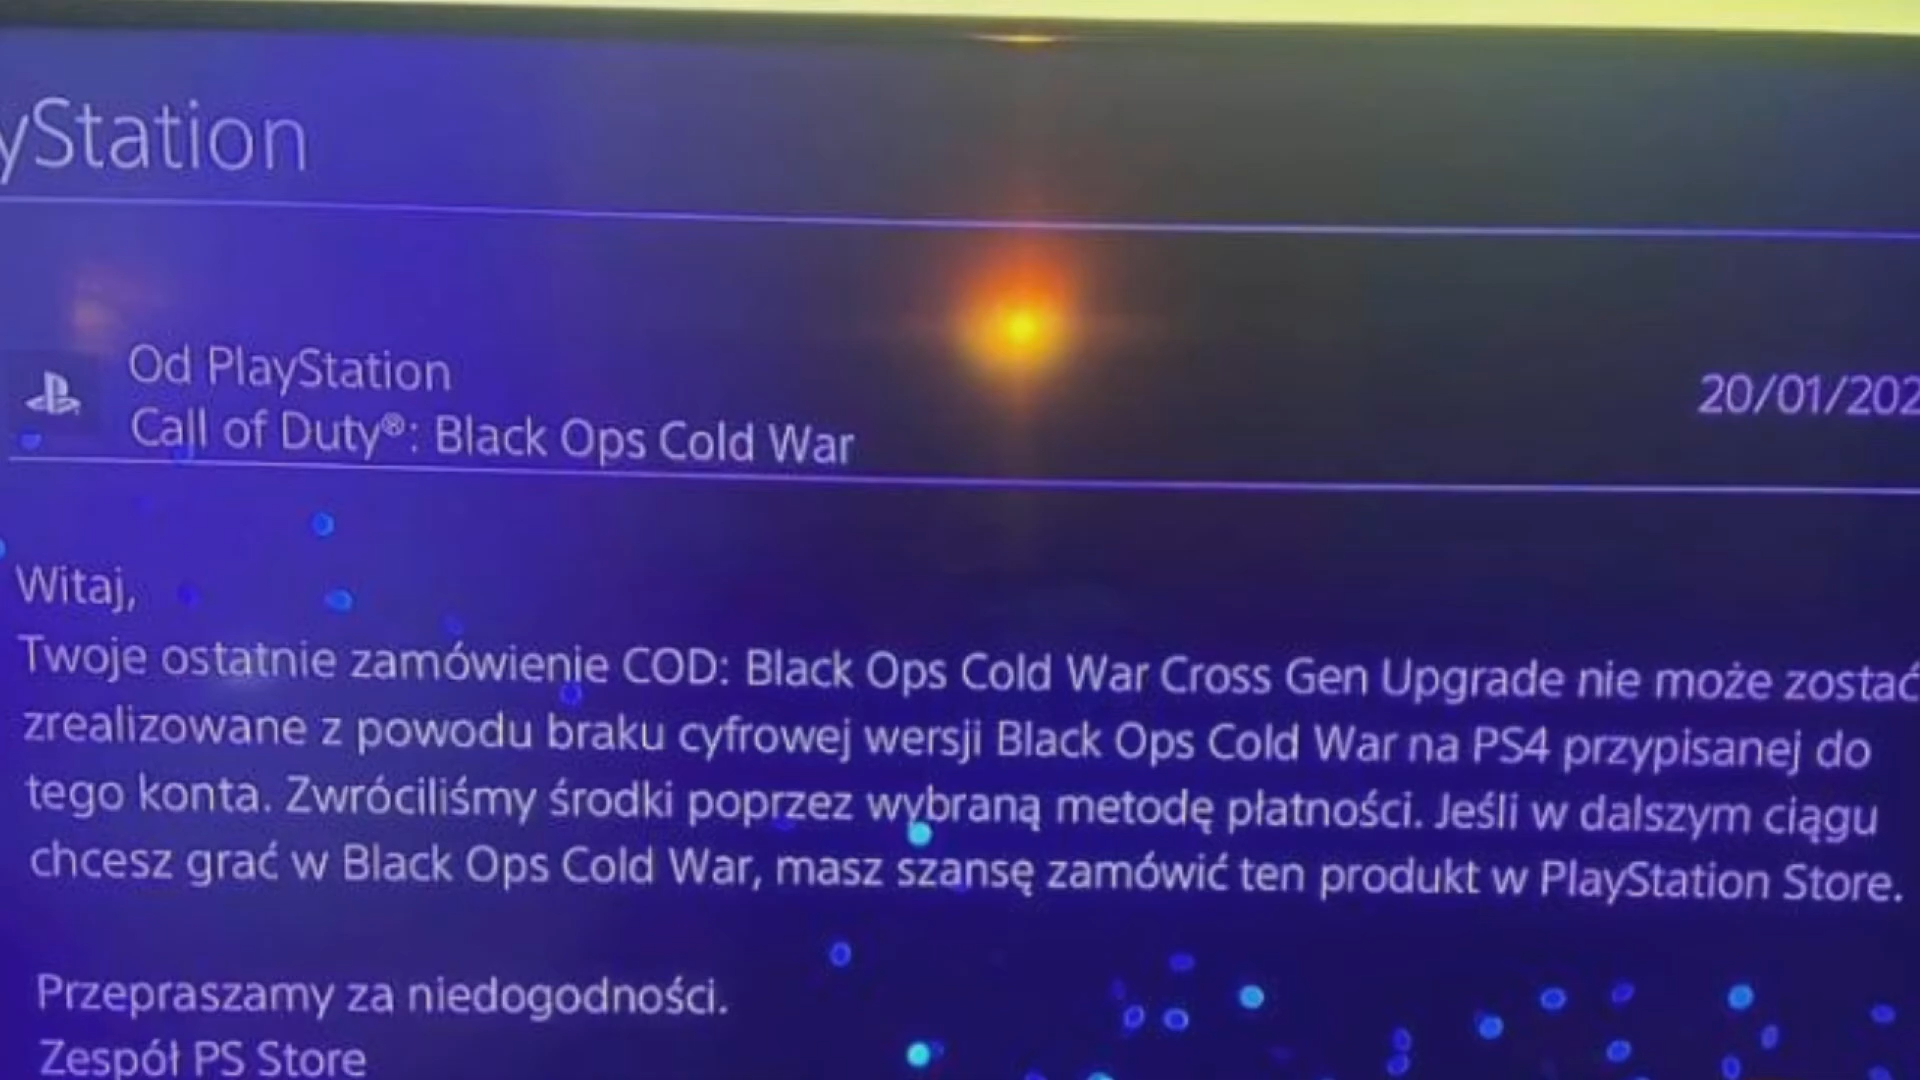 yStation
Od PlayStation
20/01/202
Call of Duty®: Black Ops Cold War
Witaj,
Twoje ostatnie zamówienie COD: Black Ops Cold War Cross Gen Upgrade nie może zostać
zrealizowane z powodu braku cyfrowej wersji Black Ops Cold War na PS4 przypisanej do
tego konta. Zwróciliśmy środki poprzez wybraną metodę płatności. Jeśli w dalszym ciągu
chcesz grać w Black Ops Cold War, masz szansę zamówić ten produkt w PlayStation Store.
Przepraszamy za niedogodności.
Zespół PS Store